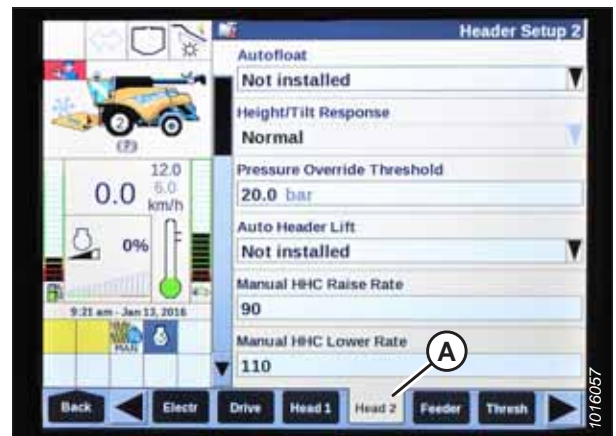 Header Setup 2
Autofloat
Not installed
Height/Tilt Response
Normal
Pressure Override Threshold
20.0 bar
Auto Header Lift
Not installed
Manual HHC Raise Rate
90
Manual HHC Lower Rate
110
2
(?)
12.0
0.0 6.0
km/h
0%
9:21 am - Jan 13, 2016
MAN
A
Back Electr Drive Head 1 Head 2 Feeder Thresh
1016057